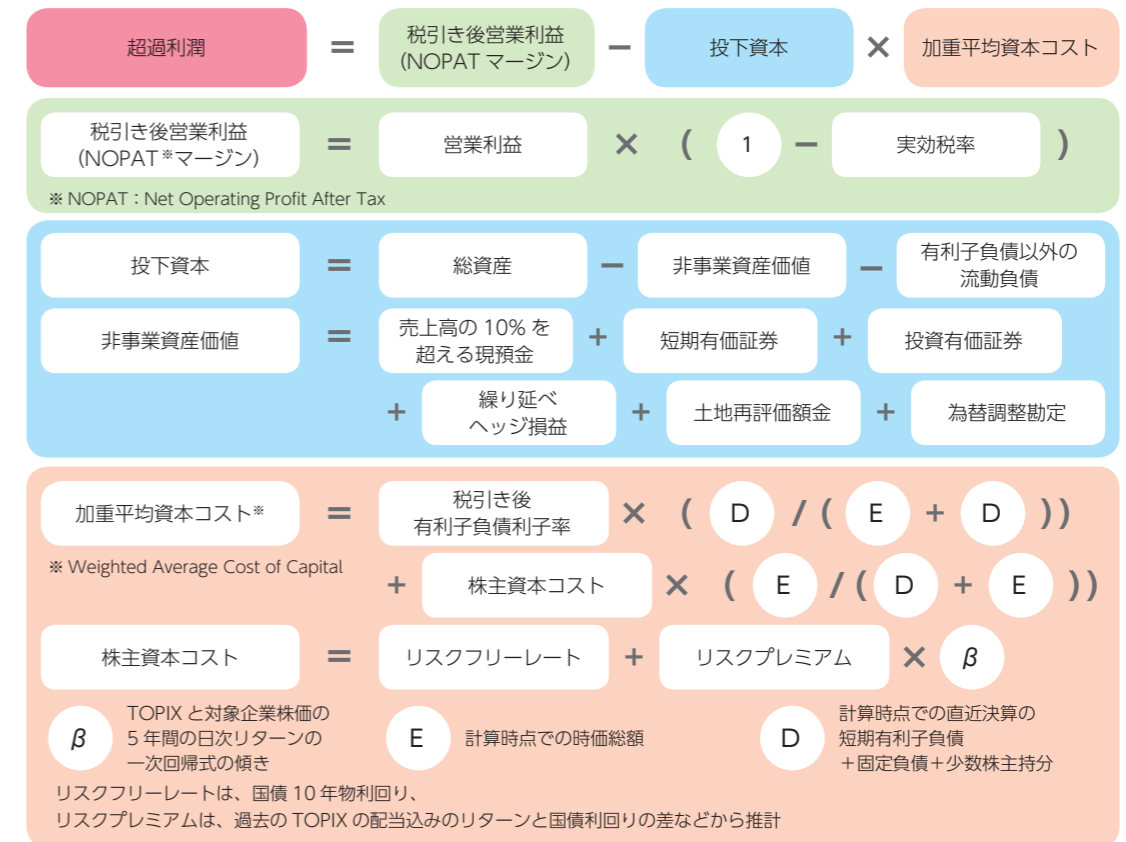 超過利潤 = 税引き後営業利益
(NOPAT マージン) − 投下資本 × 加重平均資本コスト
税引き後営業利益
(NOPAT※マージン) = 営業利益 × ( 1 − 実効税率 )
※ NOPAT：Net Operating Profit After Tax
投下資本 = 総資産 − 非事業資産価値 − 有利子負債以外の
流動負債
非事業資産価値 = 売上高の 10% を
超える現預金 + 短期有価証券 + 投資有価証券
+ 繰り延べ
ヘッジ損益 + 土地再評価額金 + 為替調整勘定
加重平均資本コスト※ = 税引き後
有利子負債利子率 × ( D / ( E + D ) )
※ Weighted Average Cost of Capital
+ 株主資本コスト × ( E / ( D + E ) )
株主資本コスト = リスクフリーレート + リスクプレミアム × β
β TOPIX と対象企業株価の
5 年間の日次リターンの
一次回帰式の傾き
E 計算時点での時価総額
D 計算時点での直近決算の
短期有利子負債
＋固定負債＋少数株主持分
リスクフリーレートは、国債 10 年物利回り、
リスクプレミアムは、過去の TOPIX の配当込みのリターンと国債利回りの差などから推計